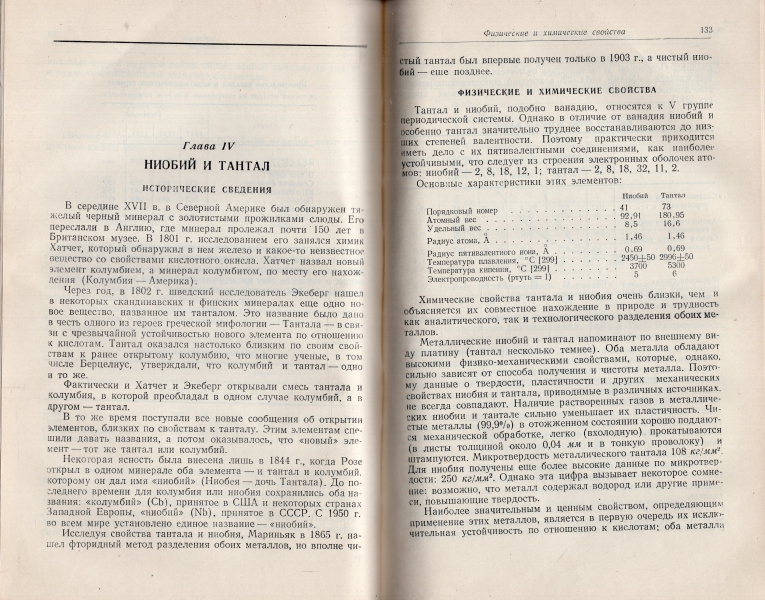 Глава IV
НИОБИЙ И ТАНТАЛ
ИСТОРИЧЕСКИЕ СВЕДЕНИЯ
В середине XVII в. в Северной Америке был обнаружен тя-
желый черный минерал с золотистыми прожилками слюды. Его
переслали в Англию, где минерал пролежал почти 150 лет в
Британском музее. В 1801 г. исследованием его занялся химик
Хатчет, который обнаружил в нем железо и какое-то неизвестное
вещество со свойствами кислотного окисла. Хатчет назвал новый
элемент колумбием, а минерал колумбитом, по месту его нахож-
дения (Колумбия — Америка).
Через год, в 1802 г. шведский исследователь Экеберг нашел
в некоторых скандинавских и финских минералах еще одно но-
вое вещество, названное им танталом. Это название было дано
в честь одного из героев греческой мифологии — Тантала — в свя-
зи с чрезвычайной устойчивостью нового элемента по отношению
к кислотам. Тантал оказался настолько близким по своим свой-
ствам к ранее открытому колумбию, что многие ученые, в том
числе Берцелиус, утверждали, что колумбий и тантал — одно
и то же.
Фактически и Хатчет и Экеберг открывали смесь тантала и
колумбия, в которой преобладал в одном случае колумбий, а в
другом — тантал.
В то же время поступали все новые сообщения об открытии
элементов, близких по свойствам к танталу. Этим элементам спе-
шили давать названия, а потом оказывалось, что «новый» эле-
мент — тот же тантал или колумбий.
Некоторая ясность была внесена лишь в 1844 г., когда Розе
открыл в одном минерале оба элемента — и тантал и колумбий,
которому он дал имя «ниобий» (Ниобея — дочь Тантала). До по-
следнего времени для колумбия или ниобия сохранились оба на-
звания: «колумбий» (Cb), принятое в США и некоторых странах
Западной Европы, «ниобий» (Nb), принятое в СССР. С 1950 г.
во всем мире установлено единое название — «ниобий».
Исследуя свойства тантала и ниобия, Мариньяк в 1865 г. на-
шел фторидный метод разделения обоих металлов, но вполне чи-
Физические и химические свойства 133
стый тантал был впервые получен только в 1903 г., а чистый нио-
бий — еще позднее.
ФИЗИЧЕСКИЕ И ХИМИЧЕСКИЕ СВОЙСТВА
Тантал и ниобий, подобно ванадию, относятся к V группе
периодической системы. Однако в отличие от ванадия ниобий и
особенно тантал значительно труднее восстанавливаются до низ-
ших степеней валентности. Поэтому практически приходится
иметь дело с их пятивалентными соединениями, как наиболее
устойчивыми, что следует из строения электронных оболочек ато-
мов: ниобий — 2, 8, 18, 12, 1; тантал — 2, 8, 18, 32, 11, 2.
Основные характеристики этих элементов:
Ниобий Тантал
Порядковый номер . . . . . . . . . . . . 41 73
Атомный вес . . . . . . . . . . . . 92,91 180,95
Удельный вес . . . . . . . . . . . . 8,5 16,6
Радиус атома, Å . . . . . . . . . . . . 1,46 1,46
Радиус пятивалентного иона, Å . . . . . . . . 0,69 0,69
Температура плавления, °C [299] . . . . . . . 2450±50 2996±50
Температура кипения, °C [299] . . . . . . . 3700 5300
Электропроводность (ртуть = 1) . . . . . . . 5 6
Химические свойства тантала и ниобия очень близки, чем и
объясняется их совместное нахождение в природе и трудность
как аналитического, так и технологического разделения обоих ме-
таллов.
Металлические ниобий и тантал напоминают по внешнему ви-
ду платину (тантал несколько темнее). Оба металла обладают
высокими физико-механическими свойствами, которые, однако,
сильно зависят от способа получения и чистоты металла. Поэто-
му данные о твердости, пластичности и других механических
свойствах ниобия и тантала, приводимые в различных источниках,
не всегда совпадают. Наличие растворенных газов в металличе-
ских ниобии и тантале сильно уменьшает их пластичность. Чи-
стые металлы (99,9%) в отожженном состоянии хорошо поддают-
ся механической обработке, легко (вхолодную) прокатываются
(в листы толщиной около 0,04 мм и в тонкую проволоку) и
штампуются. Микротвердость металлического тантала 108 кг/мм².
Для ниобия получены еще более высокие данные по микротвер-
дости: 250 кг/мм². Однако эта цифра вызывает некоторое сомне-
ние: возможно, что металл содержал водород или другие приме-
си, повышающие твердость.
Наиболее значительным и ценным свойством, определяющим
применение этих металлов, является в первую очередь их исклю-
чительная устойчивость по отношению к кислотам; оба металла